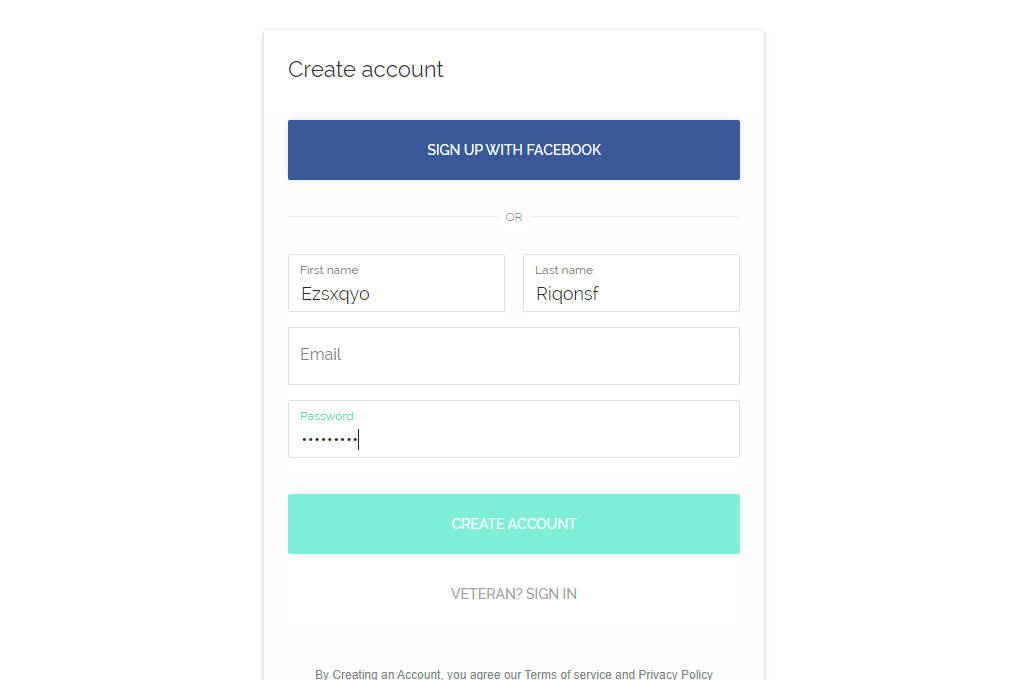 Create account
SIGN UP WITH FACEBOOK
OR
First name
Ezsxqyo
Last name
Riqonsf
Email
Password
•••••••••
CREATE ACCOUNT
VETERAN? SIGN IN
By Creating an Account, you agree our Terms of service and Privacy Policy